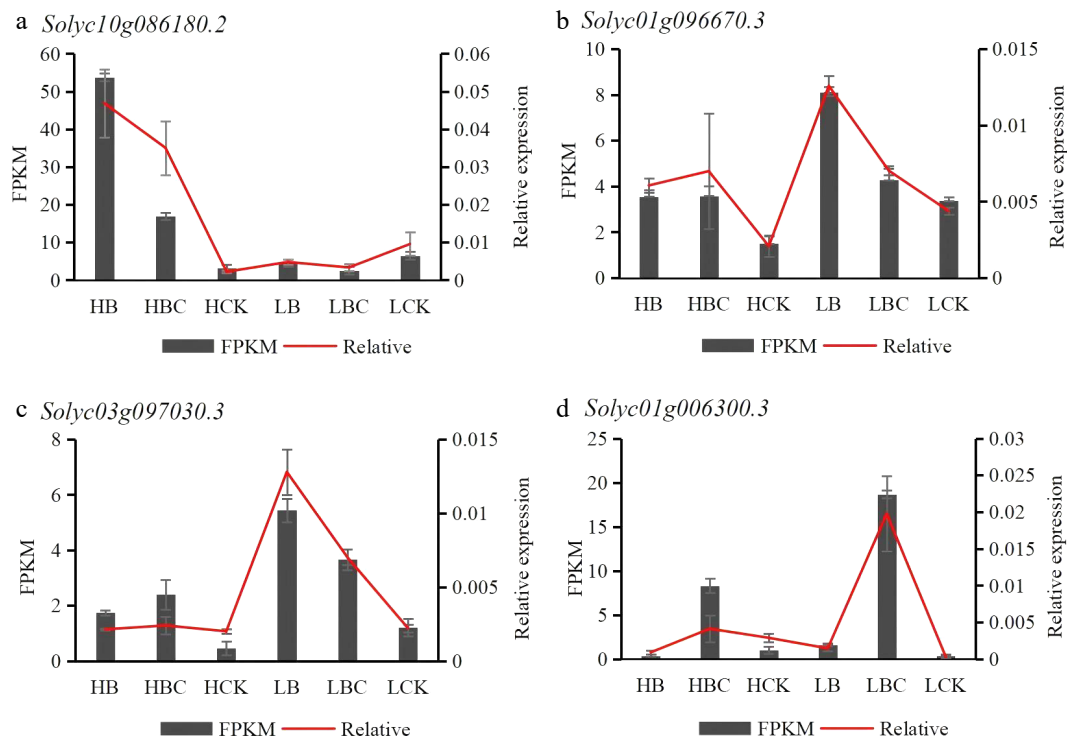 a Solyc10g086180.2
60
50
40
30
20
10
0
FPKM
0.06
0.05
0.04
0.03
0.02
0.01
0
Relative expression
HB HBC HCK LB LBC LCK
FPKM Relative
b Solyc01g096670.3
10
8
6
4
2
0
FPKM
0.015
0.01
0.005
0
Relative expression
HB HBC HCK LB LBC LCK
FPKM Relative
c Solyc03g097030.3
8
6
4
2
0
FPKM
0.015
0.010
0.005
0
Relative expression
HB HBC HCK LB LBC LCK
FPKM Relative
d Solyc01g006300.3
25
20
15
10
5
0
FPKM
0.03
0.025
0.02
0.015
0.01
0.005
0
Relative expression
HB HBC HCK LB LBC LCK
FPKM Relative